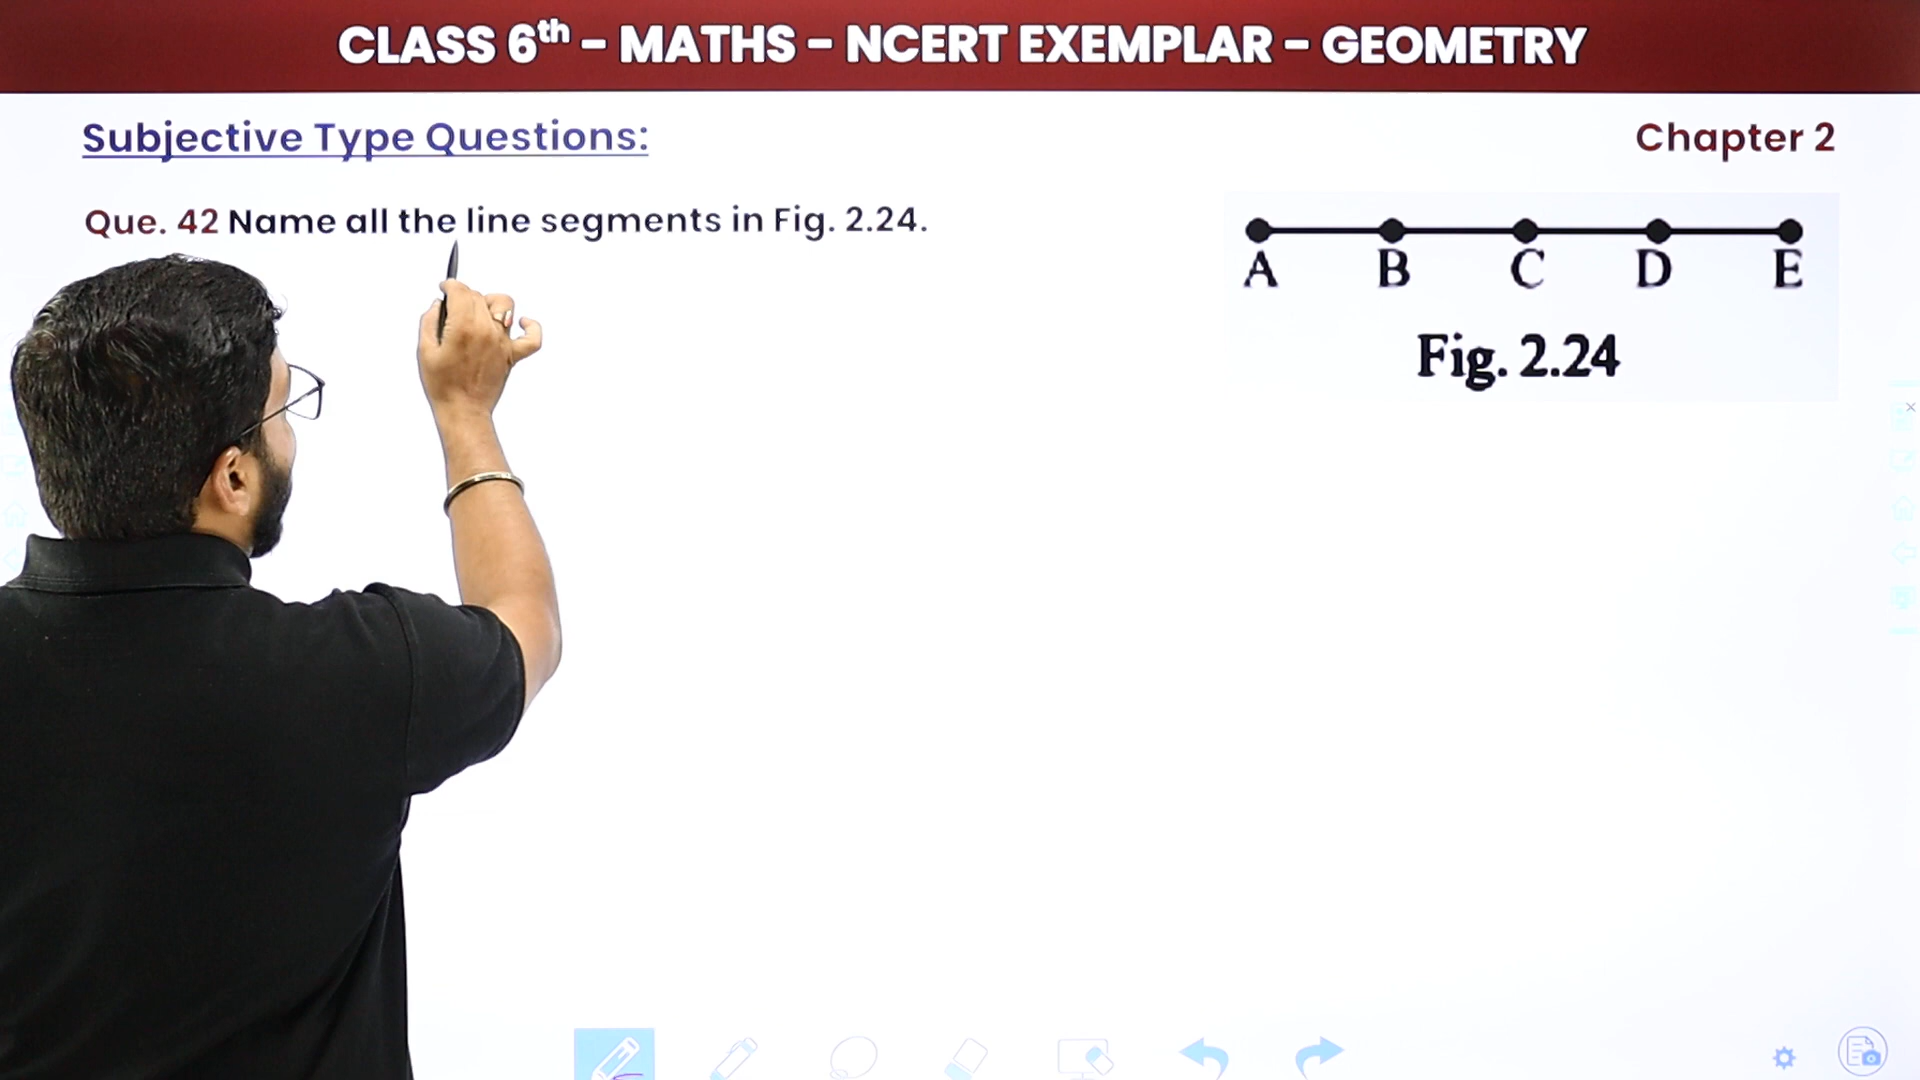 CLASS 6th – MATHS – NCERT EXEMPLAR – GEOMETRY
Subjective Type Questions:
Chapter 2
Que. 42 Name all the line segments in Fig. 2.24.
A B C D E
Fig. 2.24